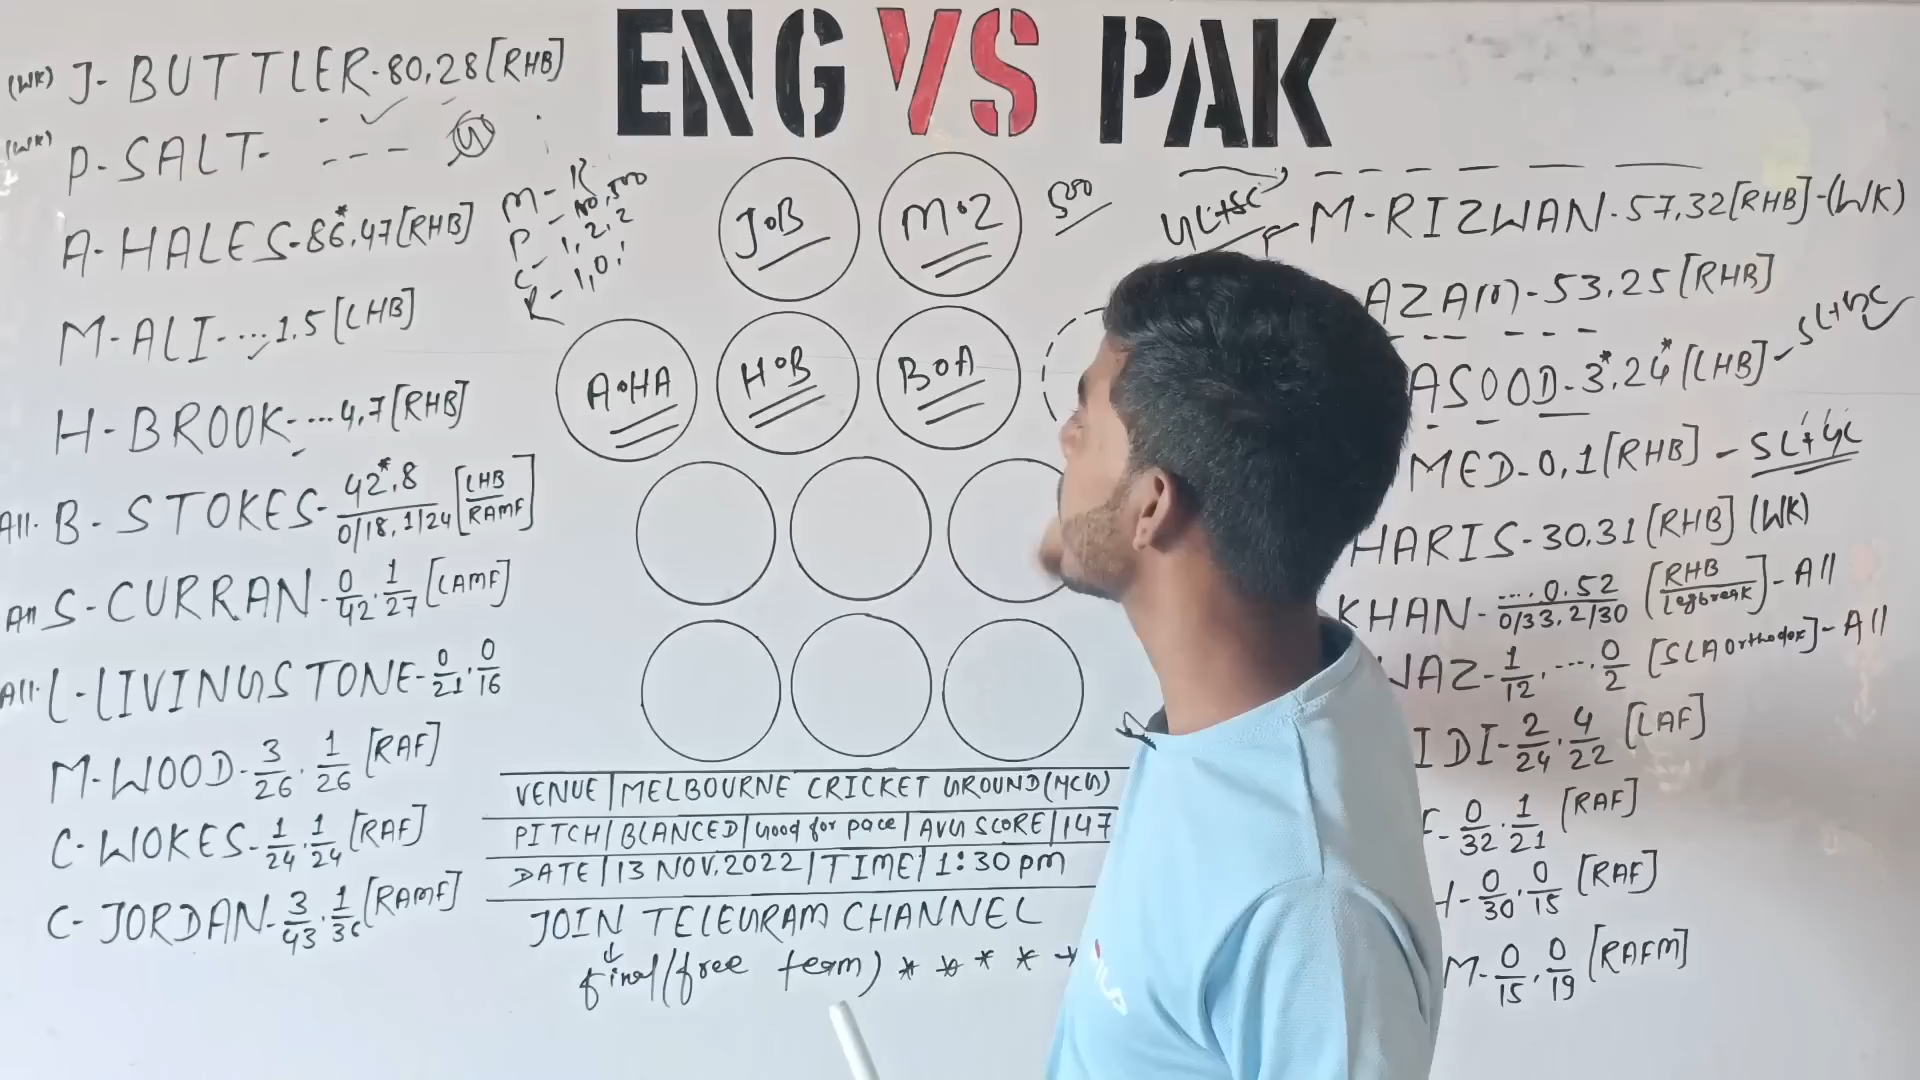 ENG VS PAK
(WK) J- BUTTLER-80,28[RHB]
(WK) P-SALT- ---
A-HALES-86*,47[RHB]
M-ALI-....1,5[LHB]
H-BROOK-...4,7[RHB]
All. B-STOKES- 42*,8 [LHB
0/18,1/24 RAMF]
All S-CURRAN- 0/42, 1/27 [LAMF]
All. L-LIVINGSTONE- 0/21, 0/16
M-WOOD- 3/26, 1/26 [RAF]
C-WOKES- 1/24, 1/24 [RAF]
C-JORDAN- 3/43, 1/36 [RAMF]
C- 1,2,2
J.B
M.Z
500
A.HA
H.B
B.A
VENUE|MELBOURNE CRICKET GROUND(MCG)
PITCH|BLANCED|Good for pace|AVG SCORE|147
DATE|13 NOV.2022|TIME|1:30 pm
JOIN TELEGRAM CHANNEL
final(free team) * * * *
M-RIZWAN-57,32[RHB]-(WK)
AZAM-53,25[RHB]
ASOOD-3*,24*[LHB]-
MED-0,1[RHB]-SL+GC
HARIS-30,31[RHB](WK)
KHAN- ....0,52 [RHB
0/33,2/30 Legbreak]-All
WAZ- 1/12, .... 0/2 [SLA Orthodox]-All
IDI- 2/24, 4/22 [LAF]
F- 0/32, 1/21 [RAF]
H- 0/30, 0/15 [RAF]
M- 0/15, 0/19 [RAFM]